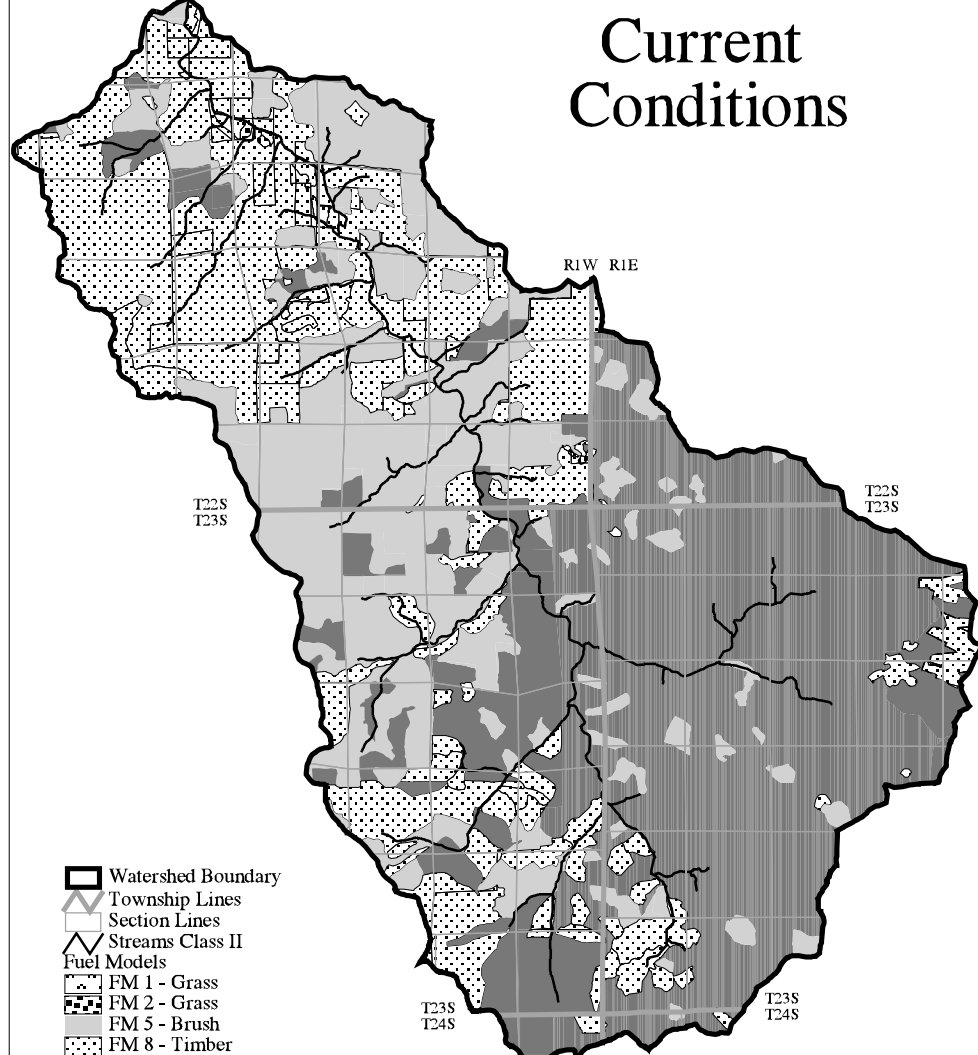 Current
Conditions
R1W R1E
T22S
T23S
T22S
T23S
Watershed Boundary
Township Lines
Section Lines
Streams Class II
Fuel Models
FM 1 - Grass
FM 2 - Grass
FM 5 - Brush
FM 8 - Timber
T23S
T24S
T23S
T24S